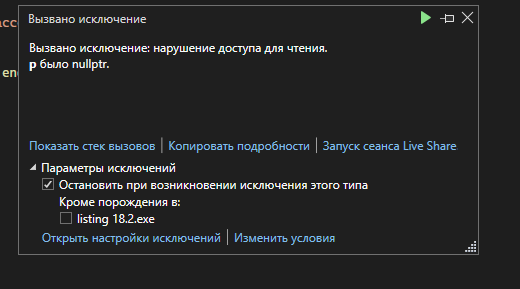 Вызвано исключение
Вызвано исключение: нарушение доступа для чтения.
p было nullptr.
Показать стек вызовов | Копировать подробности | Запуск сеанса Live Share
Параметры исключений
Остановить при возникновении исключения этого типа
Кроме порождения в:
listing 18.2.exe
Открыть настройки исключений | Изменить условия
acc
end